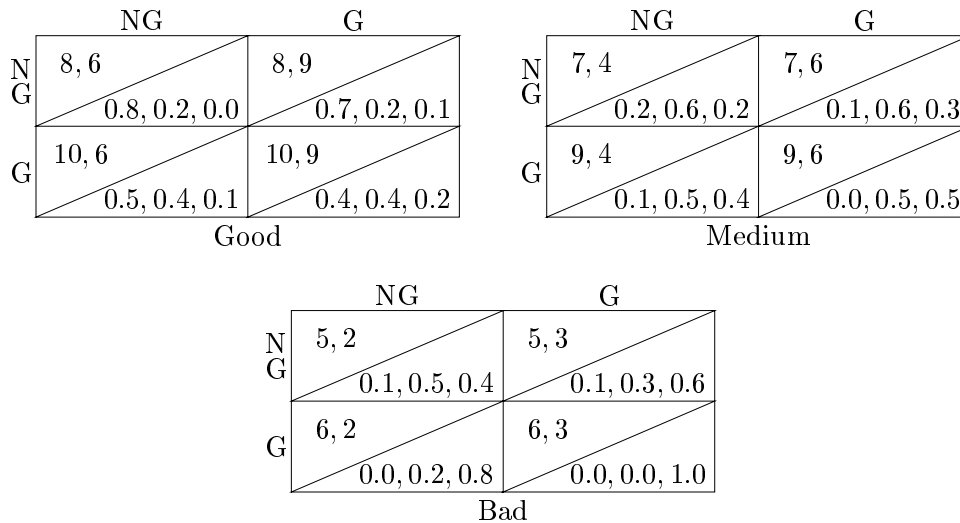 NG G
N
G
8, 6 8, 9
0.8, 0.2, 0.0 0.7, 0.2, 0.1
G
10, 6 10, 9
0.5, 0.4, 0.1 0.4, 0.4, 0.2
Good
NG G
N
G
7, 4 7, 6
0.2, 0.6, 0.2 0.1, 0.6, 0.3
G
9, 4 9, 6
0.1, 0.5, 0.4 0.0, 0.5, 0.5
Medium
NG G
N
G
5, 2 5, 3
0.1, 0.5, 0.4 0.1, 0.3, 0.6
G
6, 2 6, 3
0.0, 0.2, 0.8 0.0, 0.0, 1.0
Bad